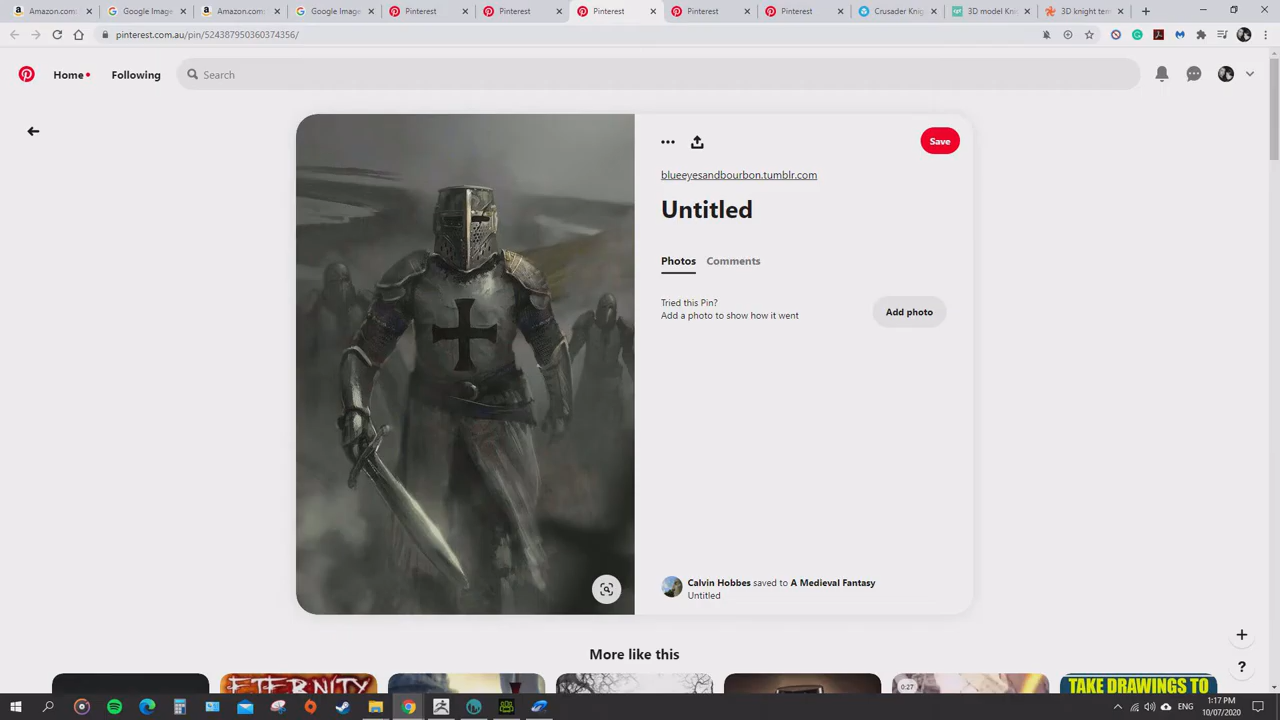 Amazon.com:
Google Image
Amazon.com:
Google Image
Pinterest
Pinterest
Pinterest
Pinterest
Pinterest
Crusader Knig
3D model Kni
3D knight tem
pinterest.com.au/pin/524387950360374356/
Home
Following
Search
Save
blueeyesandbourbon.tumblr.com
Untitled
Photos
Comments
Tried this Pin?
Add a photo to show how it went
Add photo
Calvin Hobbes saved to A Medieval Fantasy
Untitled
More like this
0:27
ETERNITY
TAKE DRAWINGS TO
?
ENG
1:17 PM
10/07/2020